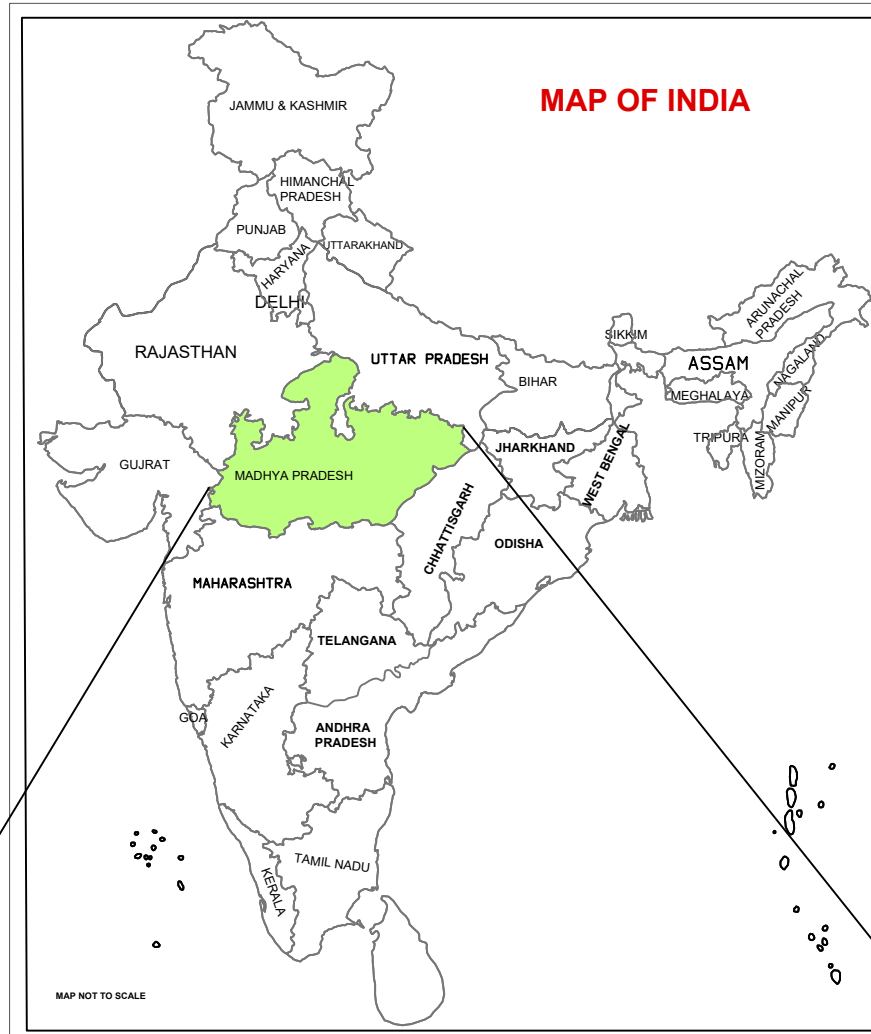 MAP OF INDIA
JAMMU & KASHMIR
HIMANCHAL
PRADESH
PUNJAB
UTTARAKHAND
HARYANA
DELHI
ARUNACHAL
PRADESH
SIKKIM
RAJASTHAN
UTTAR PRADESH
ASSAM
NAGALAND
BIHAR
MEGHALAYA
MANIPUR
TRIPURA
MIZORAM
JHARKHAND
WEST BENGAL
GUJRAT
MADHYA PRADESH
CHHATTISGARH
ODISHA
MAHARASHTRA
TELANGANA
GOA
KARNATAKA
ANDHRA
PRADESH
TAMIL NADU
KERALA
MAP NOT TO SCALE